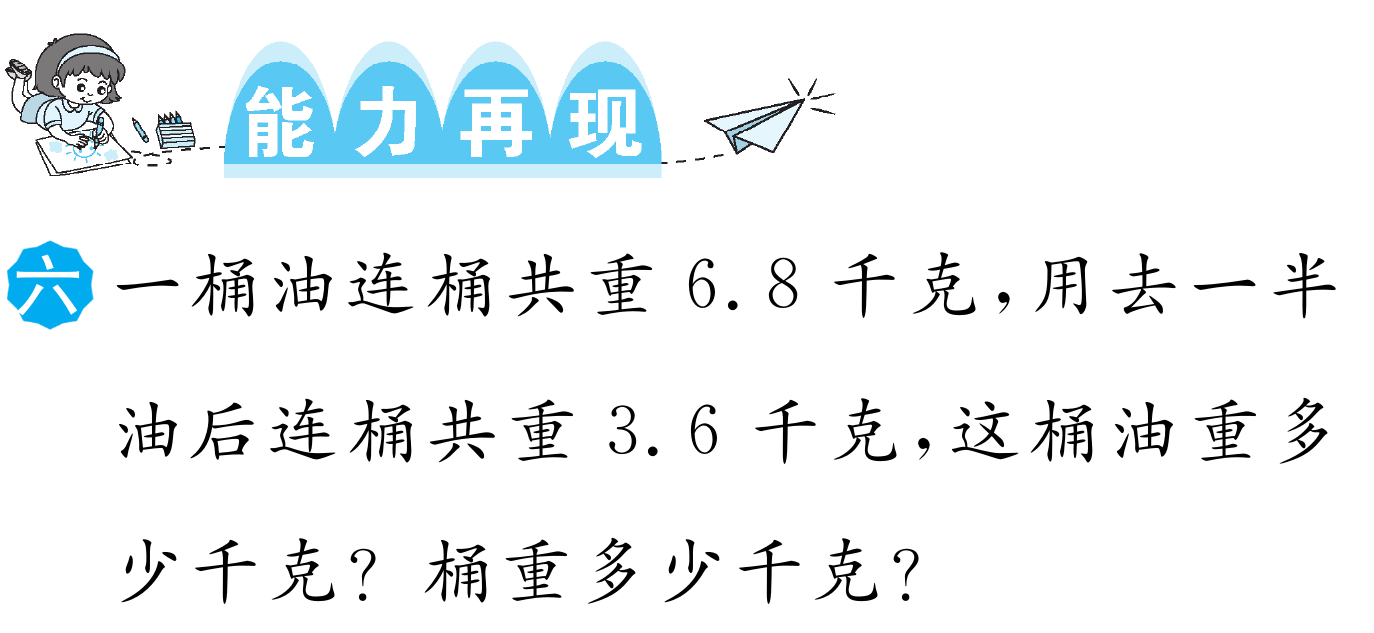 能力再现
六 一桶油连桶共重 6.8 千克,用去一半
油后连桶共重 3.6 千克,这桶油重多
少千克? 桶重多少千克?